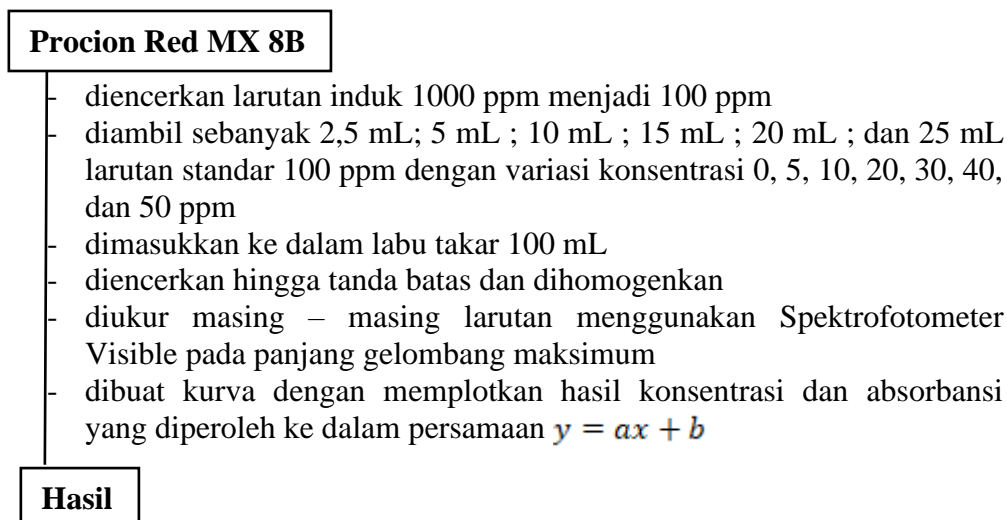 Procion Red MX 8B
- diencerkan larutan induk 1000 ppm menjadi 100 ppm
- diambil sebanyak 2,5 mL; 5 mL ; 10 mL ; 15 mL ; 20 mL ; dan 25 mL
larutan standar 100 ppm dengan variasi konsentrasi 0, 5, 10, 20, 30, 40,
dan 50 ppm
- dimasukkan ke dalam labu takar 100 mL
- diencerkan hingga tanda batas dan dihomogenkan
- diukur masing – masing larutan menggunakan Spektrofotometer
Visible pada panjang gelombang maksimum
- dibuat kurva dengan memplotkan hasil konsentrasi dan absorbansi
yang diperoleh ke dalam persamaan y = ax + b
Hasil